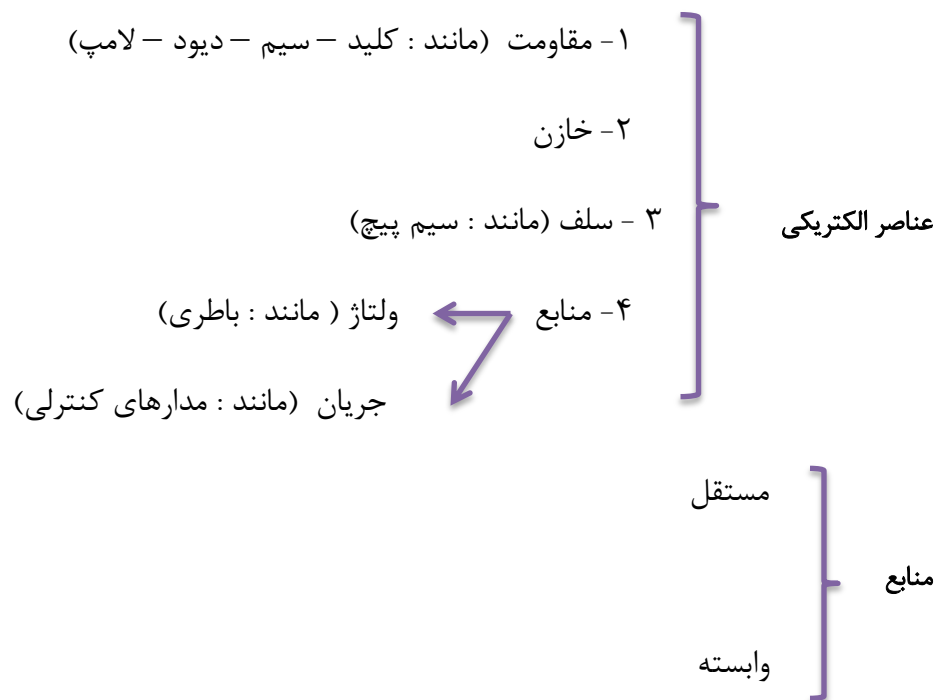 ۱- مقاومت (مانند : کلید – سیم – دیود – لامپ)
۲- خازن
عناصر الکتریکی
۳ - سلف (مانند : سیم پیچ)
۴- منابع ولتاژ ( مانند : باطری)
جریان (مانند : مدارهای کنترلی)
مستقل
منابع
وابسته